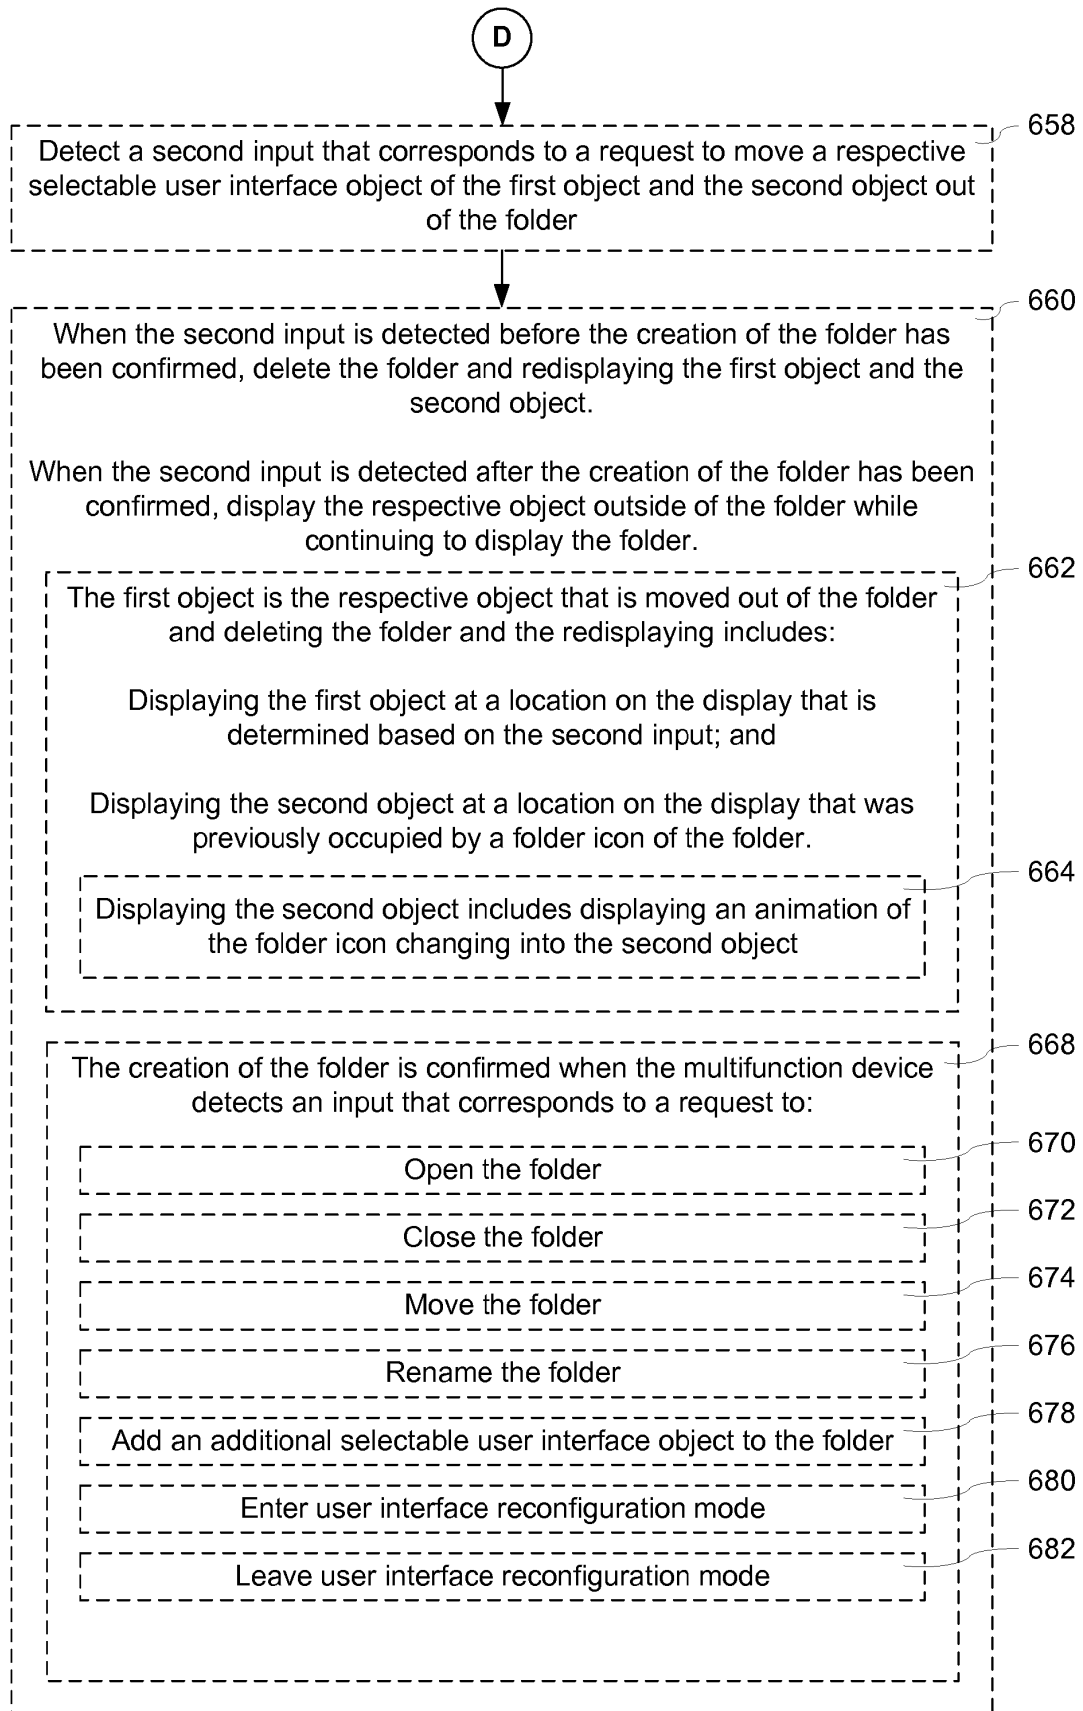 D
658
Detect a second input that corresponds to a request to move a respective
selectable user interface object of the first object and the second object out
of the folder
660
When the second input is detected before the creation of the folder has
been confirmed, delete the folder and redisplaying the first object and the
second object.
When the second input is detected after the creation of the folder has been
confirmed, display the respective object outside of the folder while
continuing to display the folder.
662
The first object is the respective object that is moved out of the folder
and deleting the folder and the redisplaying includes:
Displaying the first object at a location on the display that is
determined based on the second input; and
Displaying the second object at a location on the display that was
previously occupied by a folder icon of the folder.
664
Displaying the second object includes displaying an animation of
the folder icon changing into the second object
668
The creation of the folder is confirmed when the multifunction device
detects an input that corresponds to a request to:
670
Open the folder
672
Close the folder
674
Move the folder
676
Rename the folder
678
Add an additional selectable user interface object to the folder
680
Enter user interface reconfiguration mode
682
Leave user interface reconfiguration mode